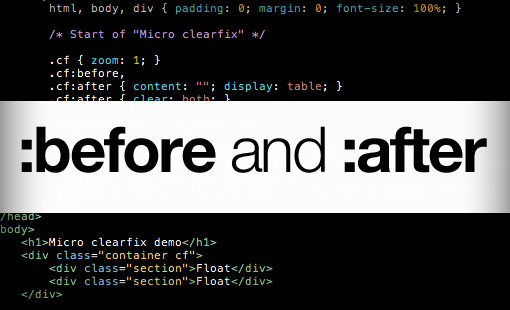 html, body, div { padding: 0; margin: 0; font-size: 100%; }
/* Start of "Micro clearfix" */
.cf { zoom: 1; }
.cf:before,
.cf:after { content: ""; display: table; }
.cf:after { clear: both; }
:before and :after
/head>
body>
<h1>Micro clearfix demo</h1>
<div class="container cf">
<div class="section">Float</div>
<div class="section">Float</div>
</div>